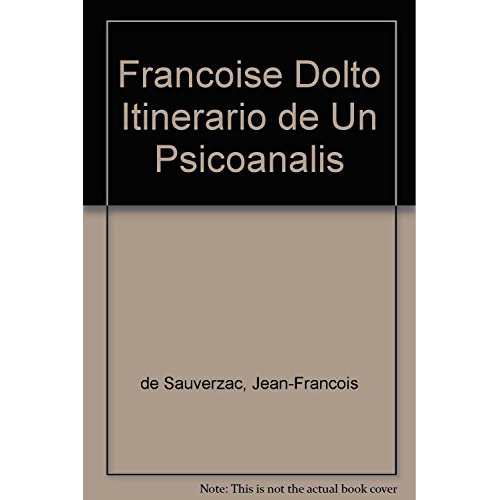 Francoise Dolto
Itinerario de Un
Psicoanalis
de Sauverzac, Jean-Francois
Note: This is not the actual book cover